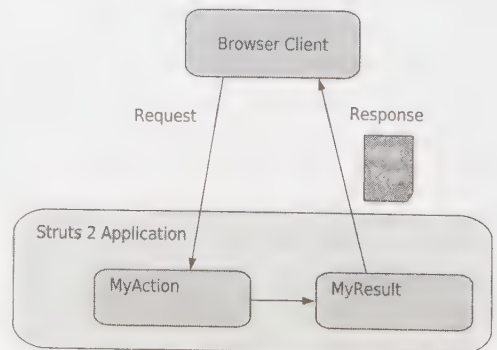 Browser Client
Request
Response
Struts 2 Application
MyAction
MyResult